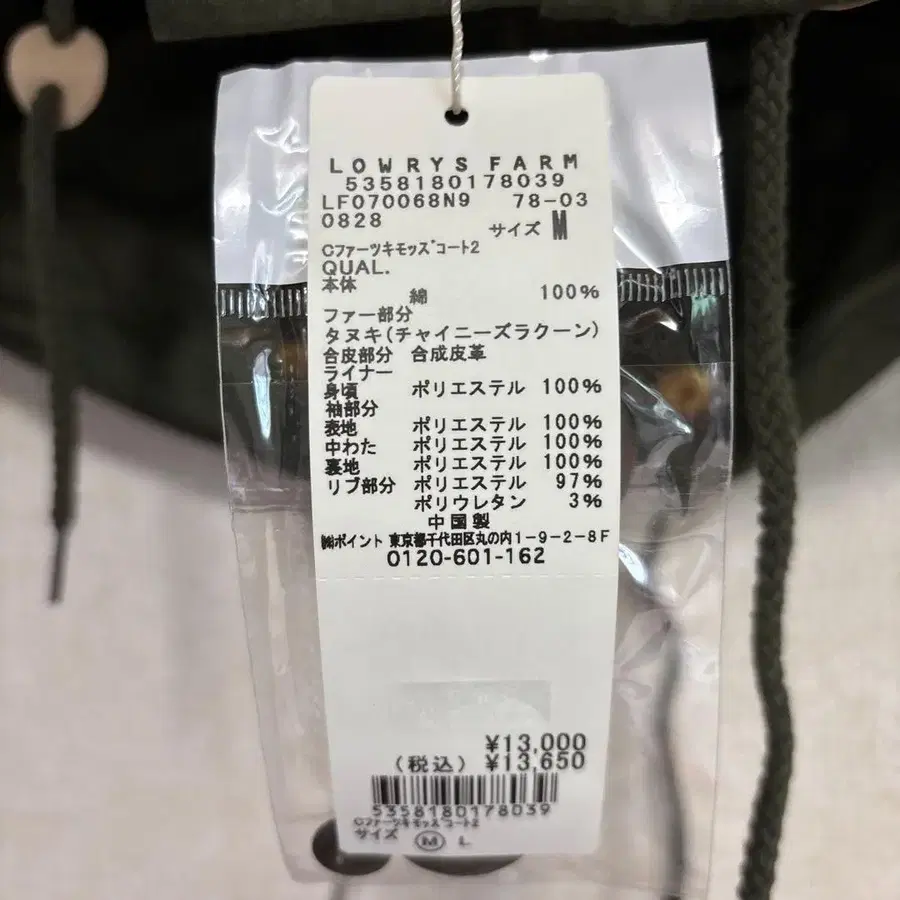 LOWRYS FARM
5358180178039
LF070068N9 78-03
0828 サイズ M
Cファーツキモッズコート2
QUAL.
本体
綿 100%
ファー部分
タヌキ(チャイニーズラクーン)
合皮部分 合成皮革
ライナー
身頃 ポリエステル 100%
袖部分
表地 ポリエステル 100%
中わた ポリエステル 100%
裏地 ポリエステル 100%
リブ部分 ポリエステル 97%
ポリウレタン 3%
中国製
㈱ポイント 東京都千代田区丸の内1-9-2-8F
0120-601-162
¥13,000
(税込) ¥13,650
5358180178039
Cファーツキモッズコート2
サイズ Ⓜ L